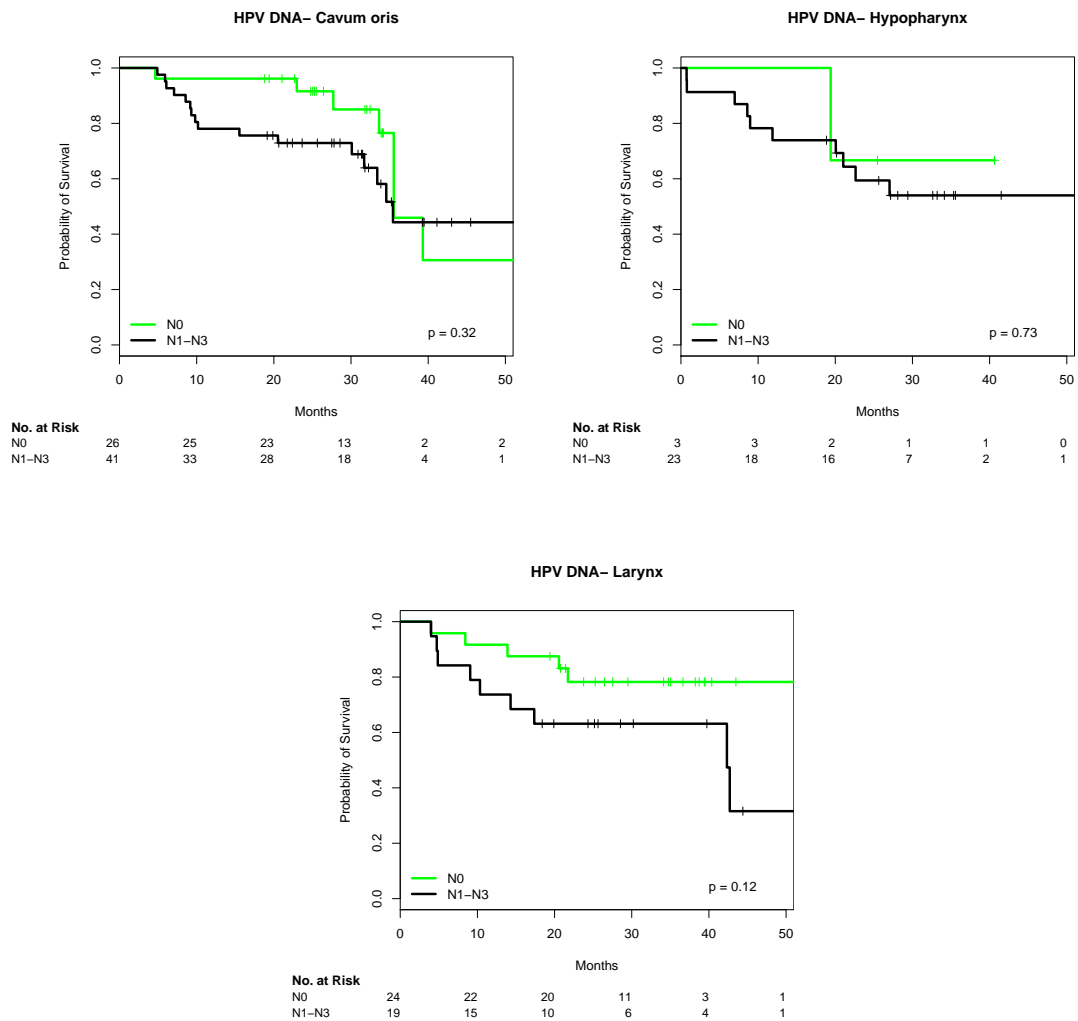 HPV DNA− Cavum oris
Probability of Survival
1.0
0.8
0.6
0.4
0.2
0.0
N0
N1−N3
p = 0.32
0 10 20 30 40 50
Months
No. at Risk
N0 26 25 23 13 2 2
N1−N3 41 33 28 18 4 1
HPV DNA− Hypopharynx
Probability of Survival
1.0
0.8
0.6
0.4
0.2
0.0
N0
N1−N3
p = 0.73
0 10 20 30 40 50
Months
No. at Risk
N0 3 3 2 1 1 0
N1−N3 23 18 16 7 2 1
HPV DNA− Larynx
Probability of Survival
1.0
0.8
0.6
0.4
0.2
0.0
N0
N1−N3
p = 0.12
0 10 20 30 40 50
Months
No. at Risk
N0 24 22 20 11 3 1
N1−N3 19 15 10 6 4 1